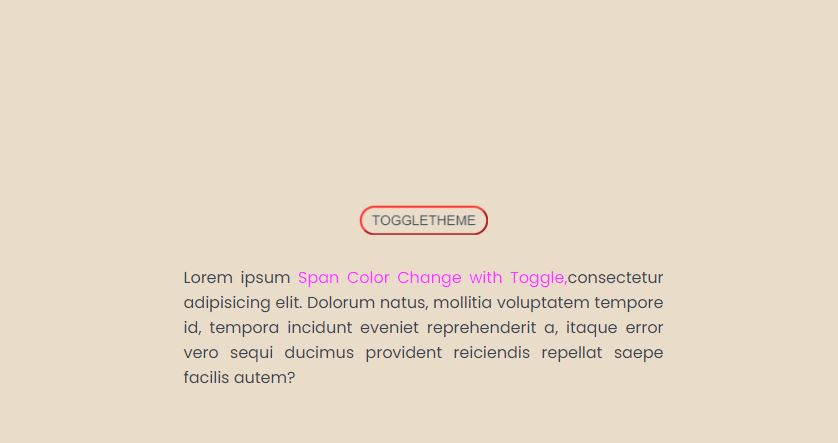 TOGGLETHEME
Lorem ipsum Span Color Change with Toggle,consectetur
adipisicing elit. Dolorum natus, mollitia voluptatem tempore
id, tempora incidunt eveniet reprehenderit a, itaque error
vero sequi ducimus provident reiciendis repellat saepe
facilis autem?